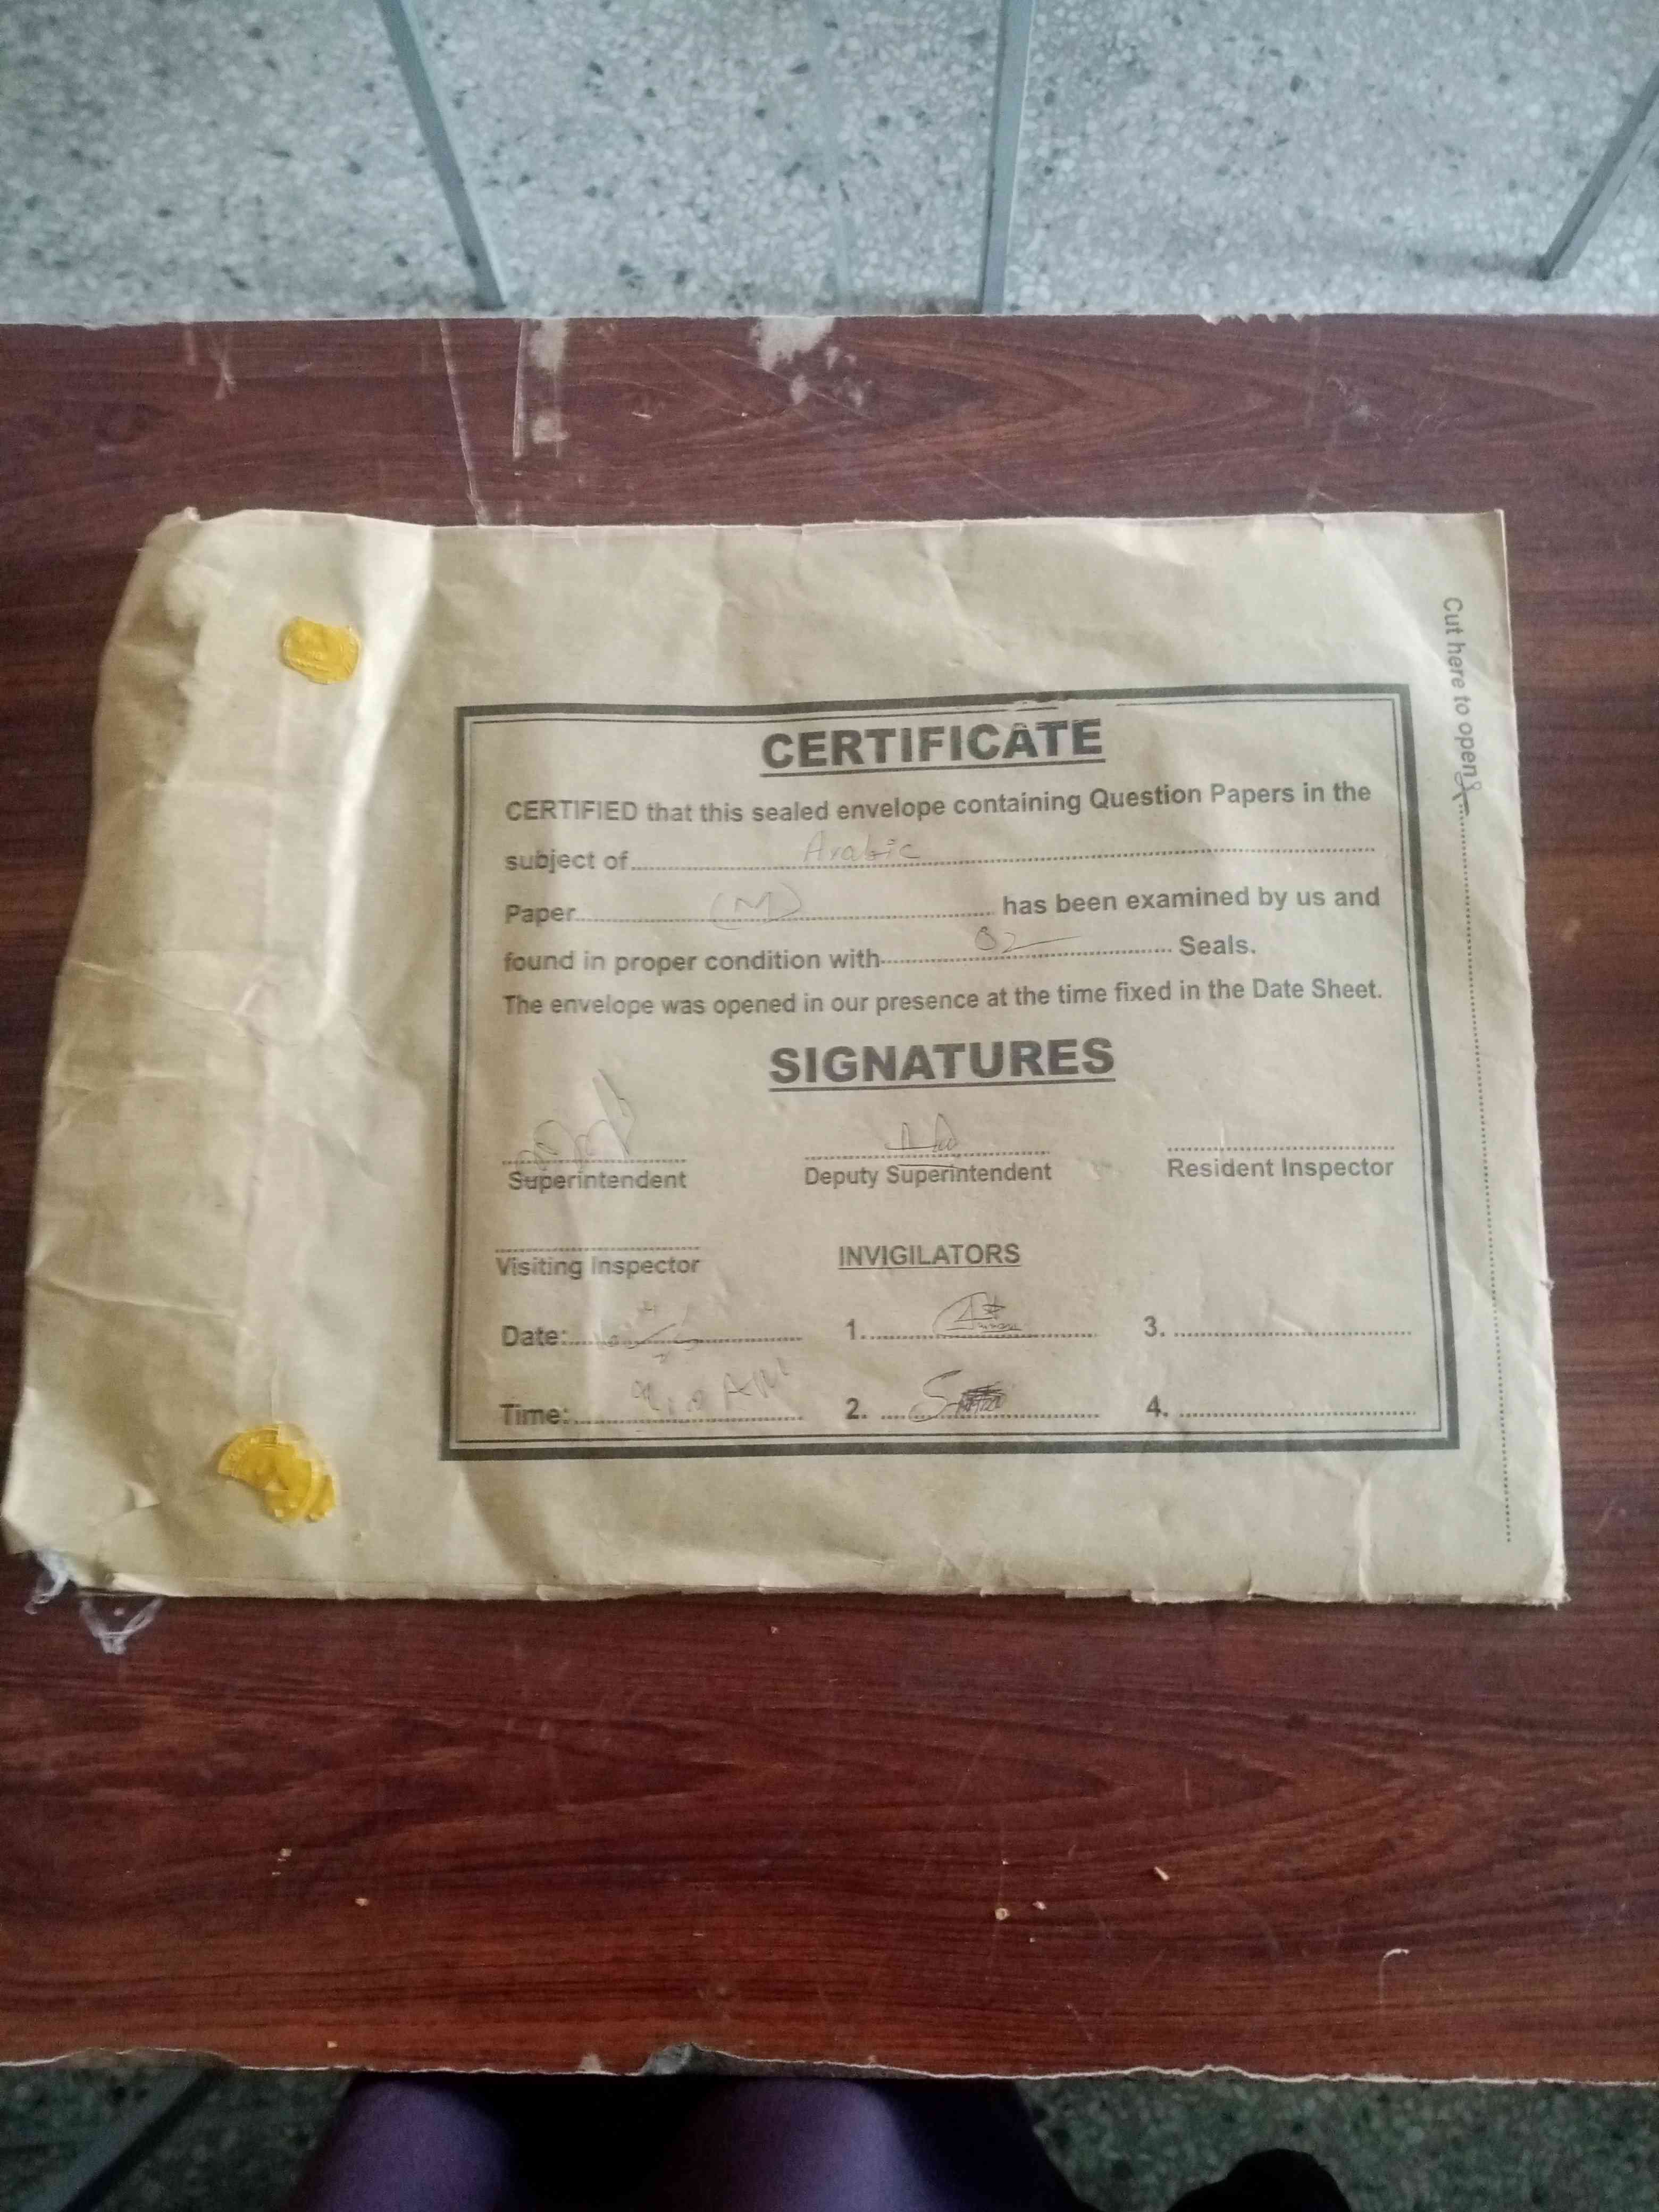 Cut here to open
CERTIFICATE
CERTIFIED that this sealed envelope containing Question Papers in the
subject of Arabic
Paper (M) has been examined by us and
found in proper condition with 02 Seals.
The envelope was opened in our presence at the time fixed in the Date Sheet.
SIGNATURES
Superintendent Deputy Superintendent Resident Inspector
Visiting Inspector INVIGILATORS
Date: 1. 3.
Time: AM 2. 4.